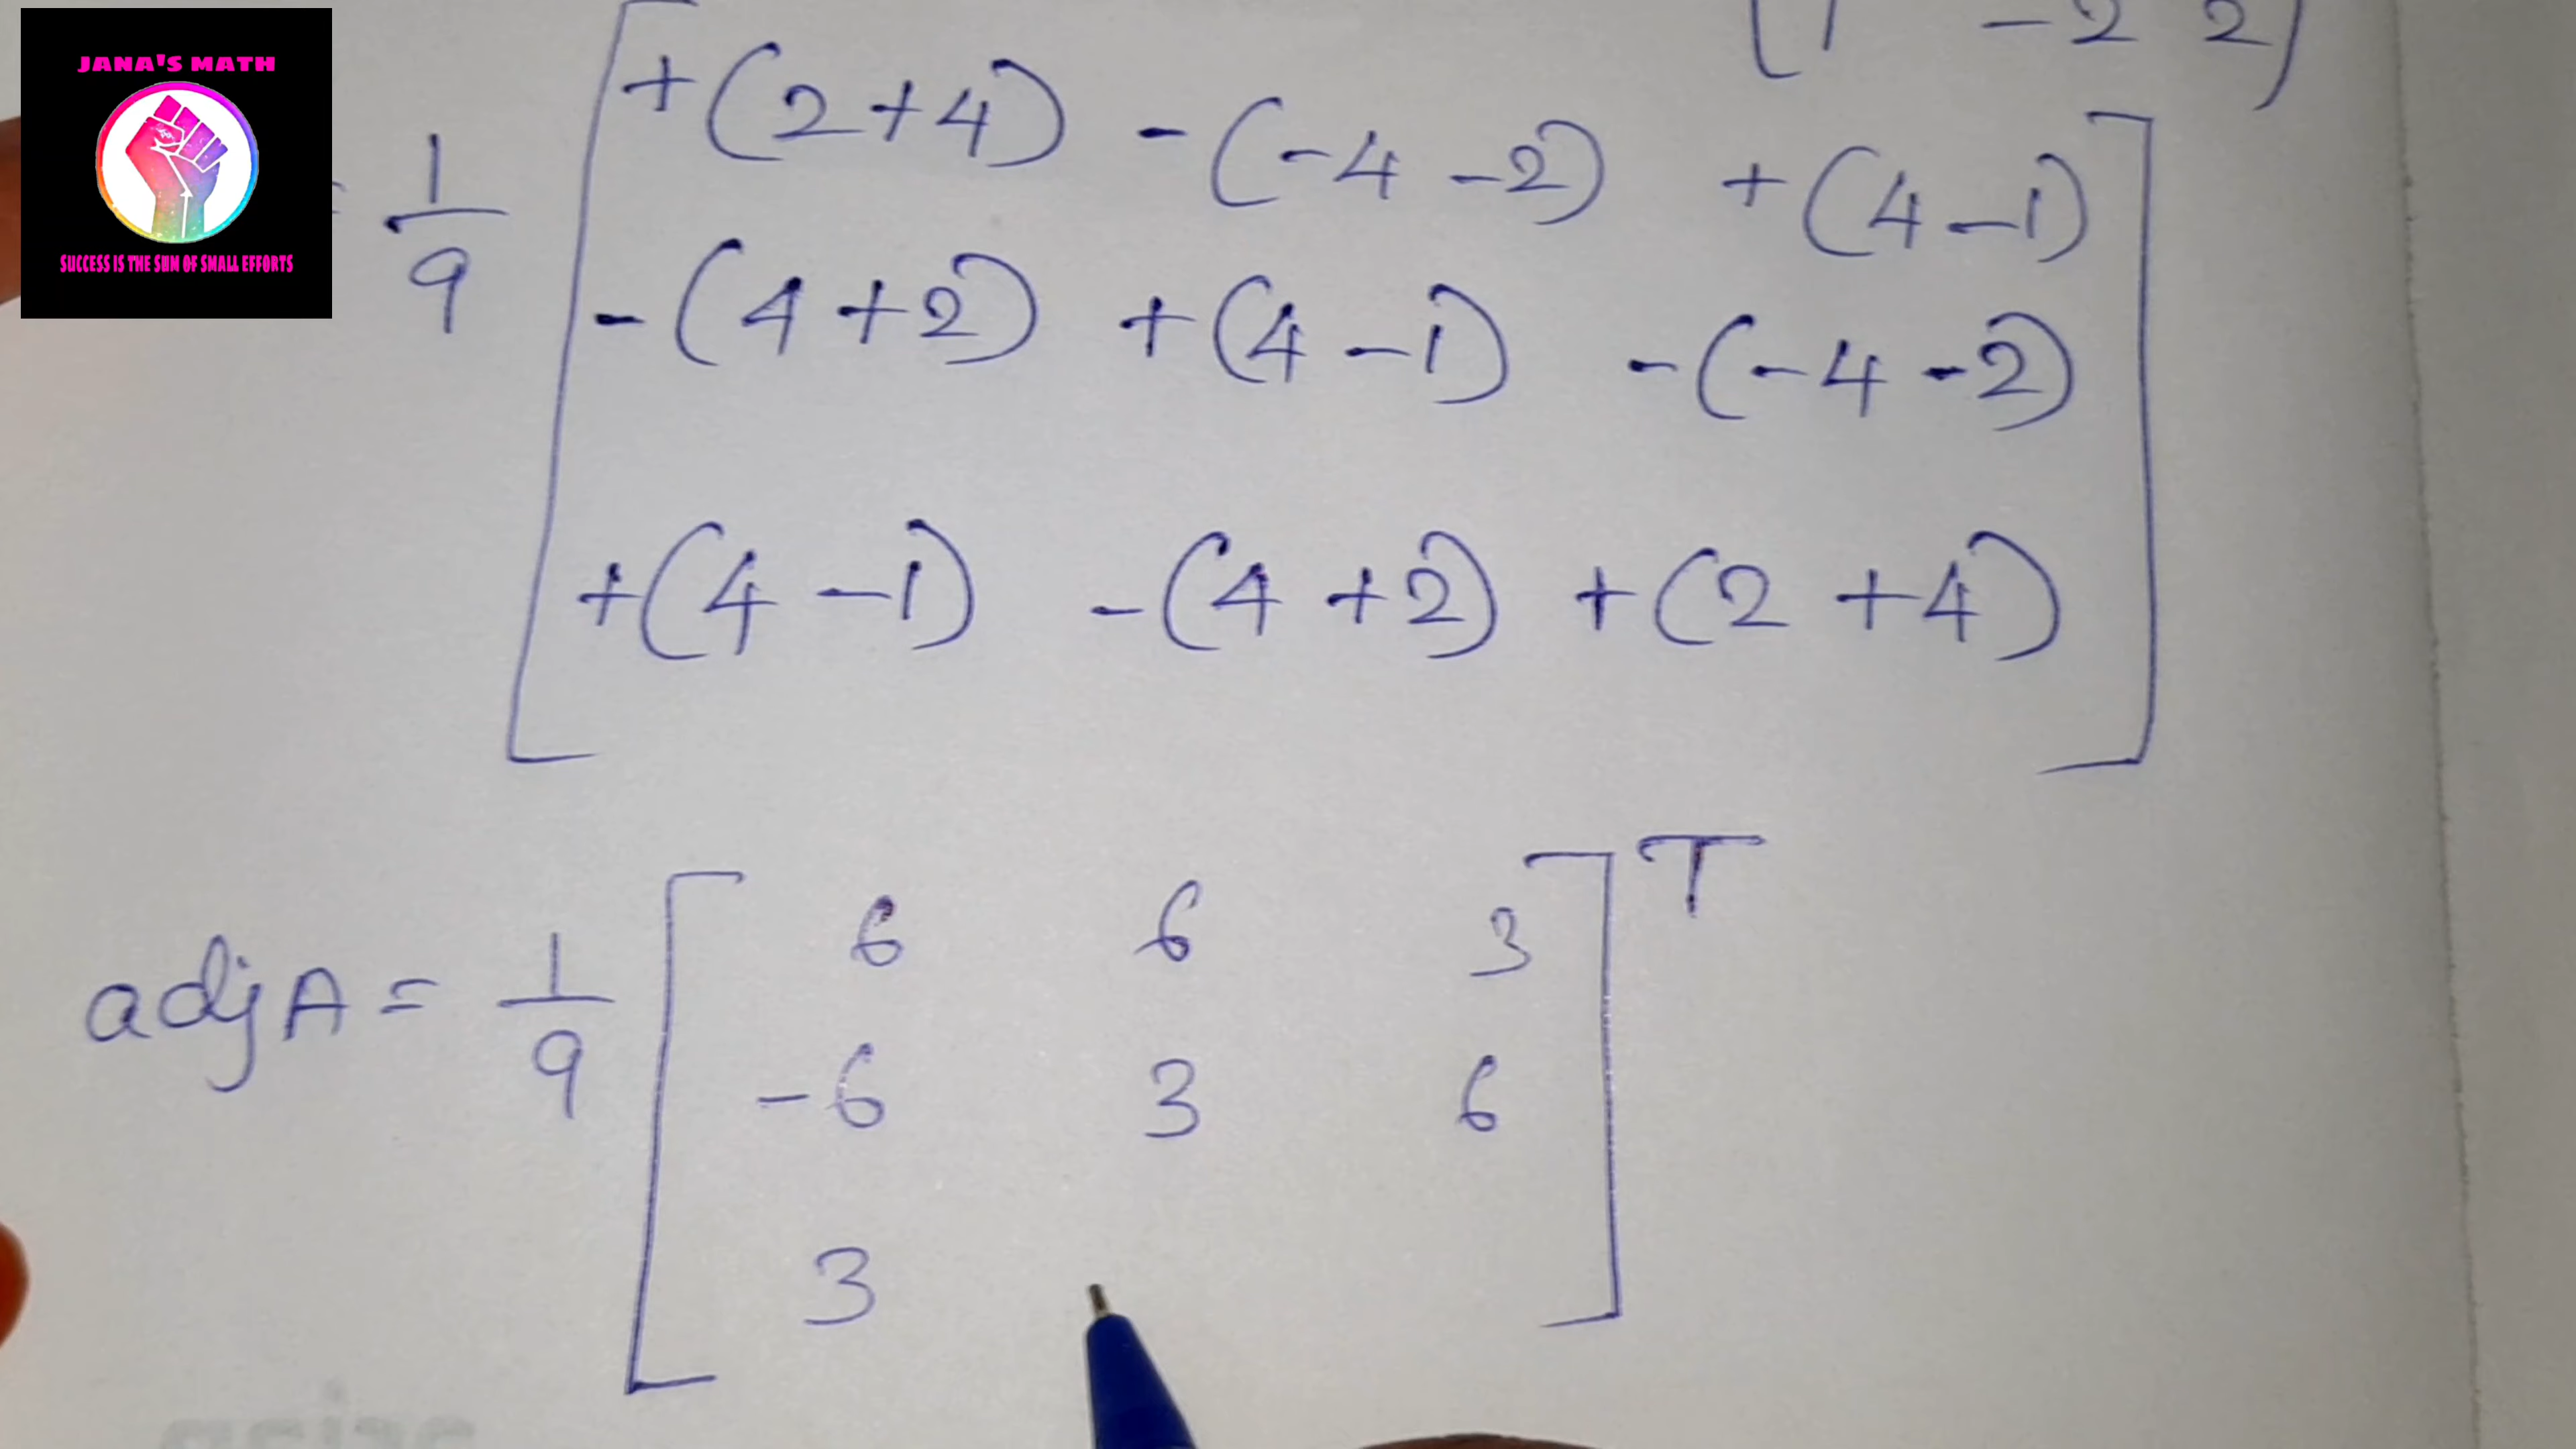 JANA'S MATH
SUCCESS IS THE SUM OF SMALL EFFORTS
1 -2 2
= 1/9 [ +(2+4) -(-4-2) +(4-1)
-(4+2) +(4-1) -(-4-2)
+(4-1) -(4+2) +(2+4) ]
adj A = 1/9 [ 6 6 3
-6 3 6
3 ] T